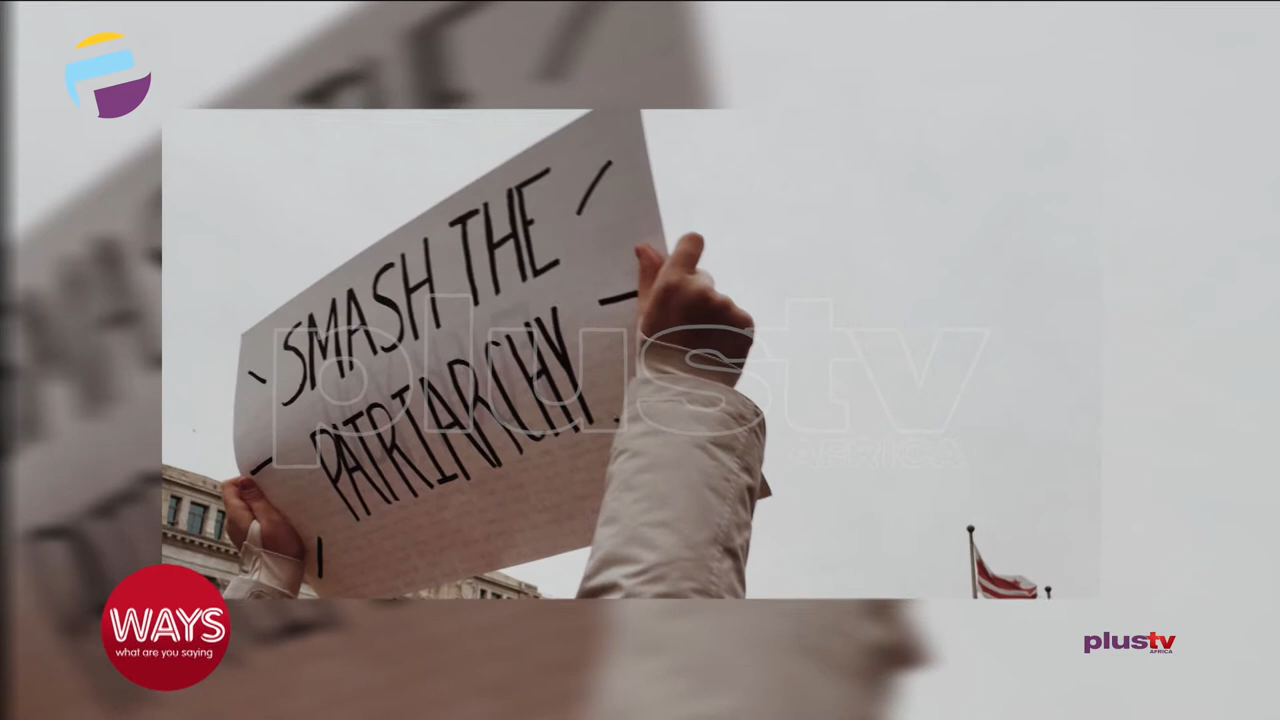 SMASH THE
PATRIARCHY
plustv
AFRICA
WAYS
what are you saying
plustv
AFRICA